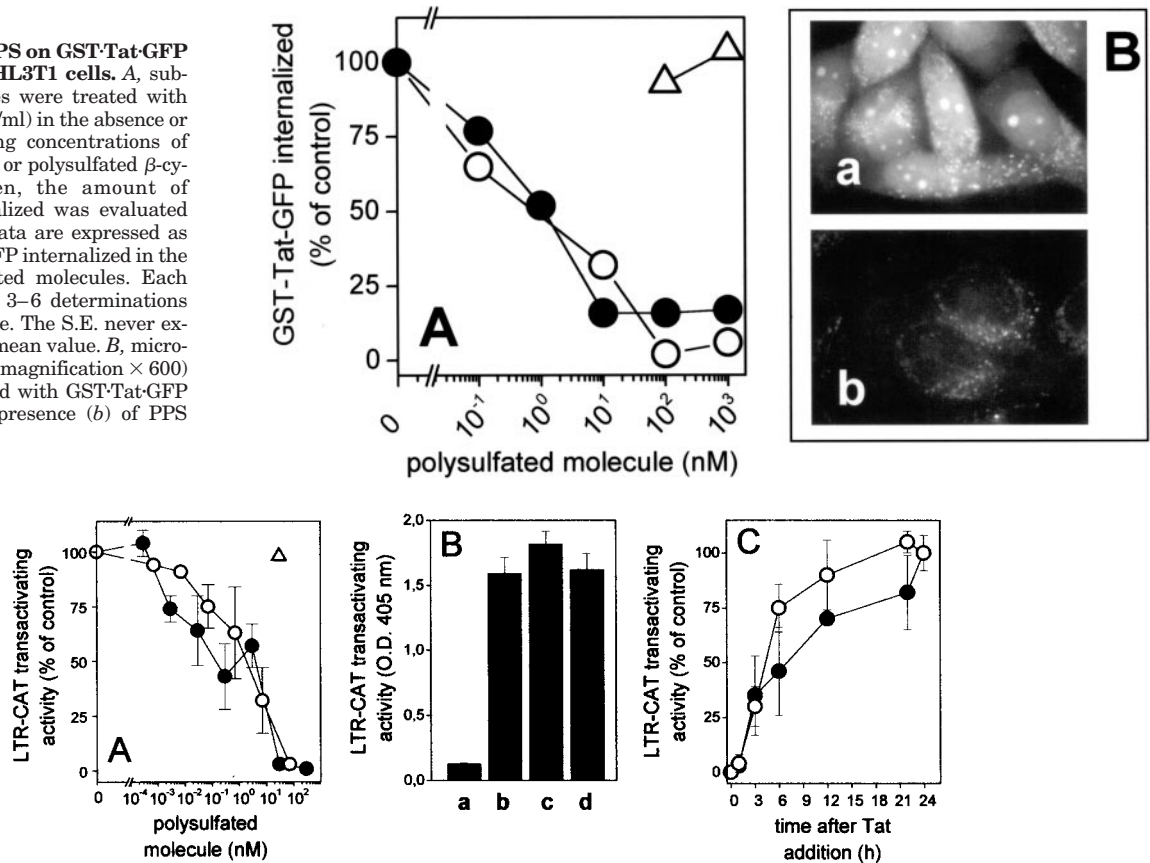 PPS on GST·Tat·GFP
HL3T1 cells. A, sub-
es were treated with
/ml) in the absence or
ng concentrations of
or polysulfated β-cy-
en, the amount of
nalized was evaluated
ata are expressed as
FP internalized in the
ted molecules. Each
3–6 determinations
e. The S.E. never ex-
mean value. B, micro-
magnification × 600)
d with GST·Tat·GFP
presence (b) of PPS
GST-Tat-GFP internalized
(% of control)
100
75
50
25
0
A
0
10-1
100
101
102
103
polysulfated molecule (nM)
B
a
b
LTR-CAT transactivating
activity (% of control)
100
75
50
25
0
A
0
10-4
10-3
10-2
10-1
100
101
102
polysulfated
molecule (nM)
LTR-CAT transactivating
activity (O.D. 405 nm)
2,0
1,5
1,0
0,5
0,0
B
a b c d
LTR-CAT transactivating
activity (% of control)
100
75
50
25
0
C
0 3 6 9 12 15 18 21 24
time after Tat
addition (h)